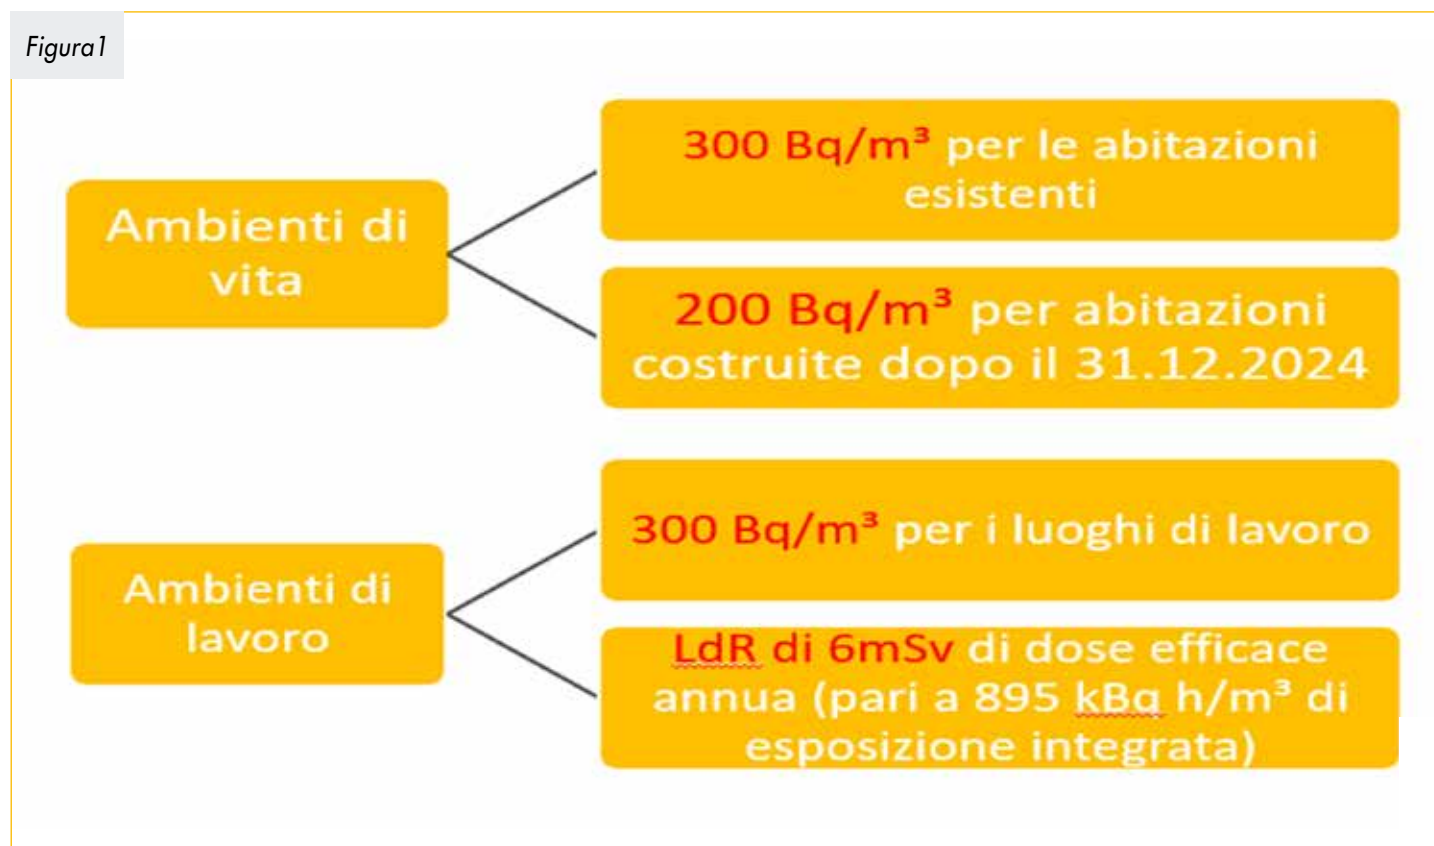 Figura1
Ambienti di
vita
300 Bq/m³ per le abitazioni
esistenti
200 Bq/m³ per abitazioni
costruite dopo il 31.12.2024
Ambienti di
lavoro
300 Bq/m³ per i luoghi di lavoro
LdR di 6mSv di dose efficace
annua (pari a 895 kBq h/m³ di
esposizione integrata)